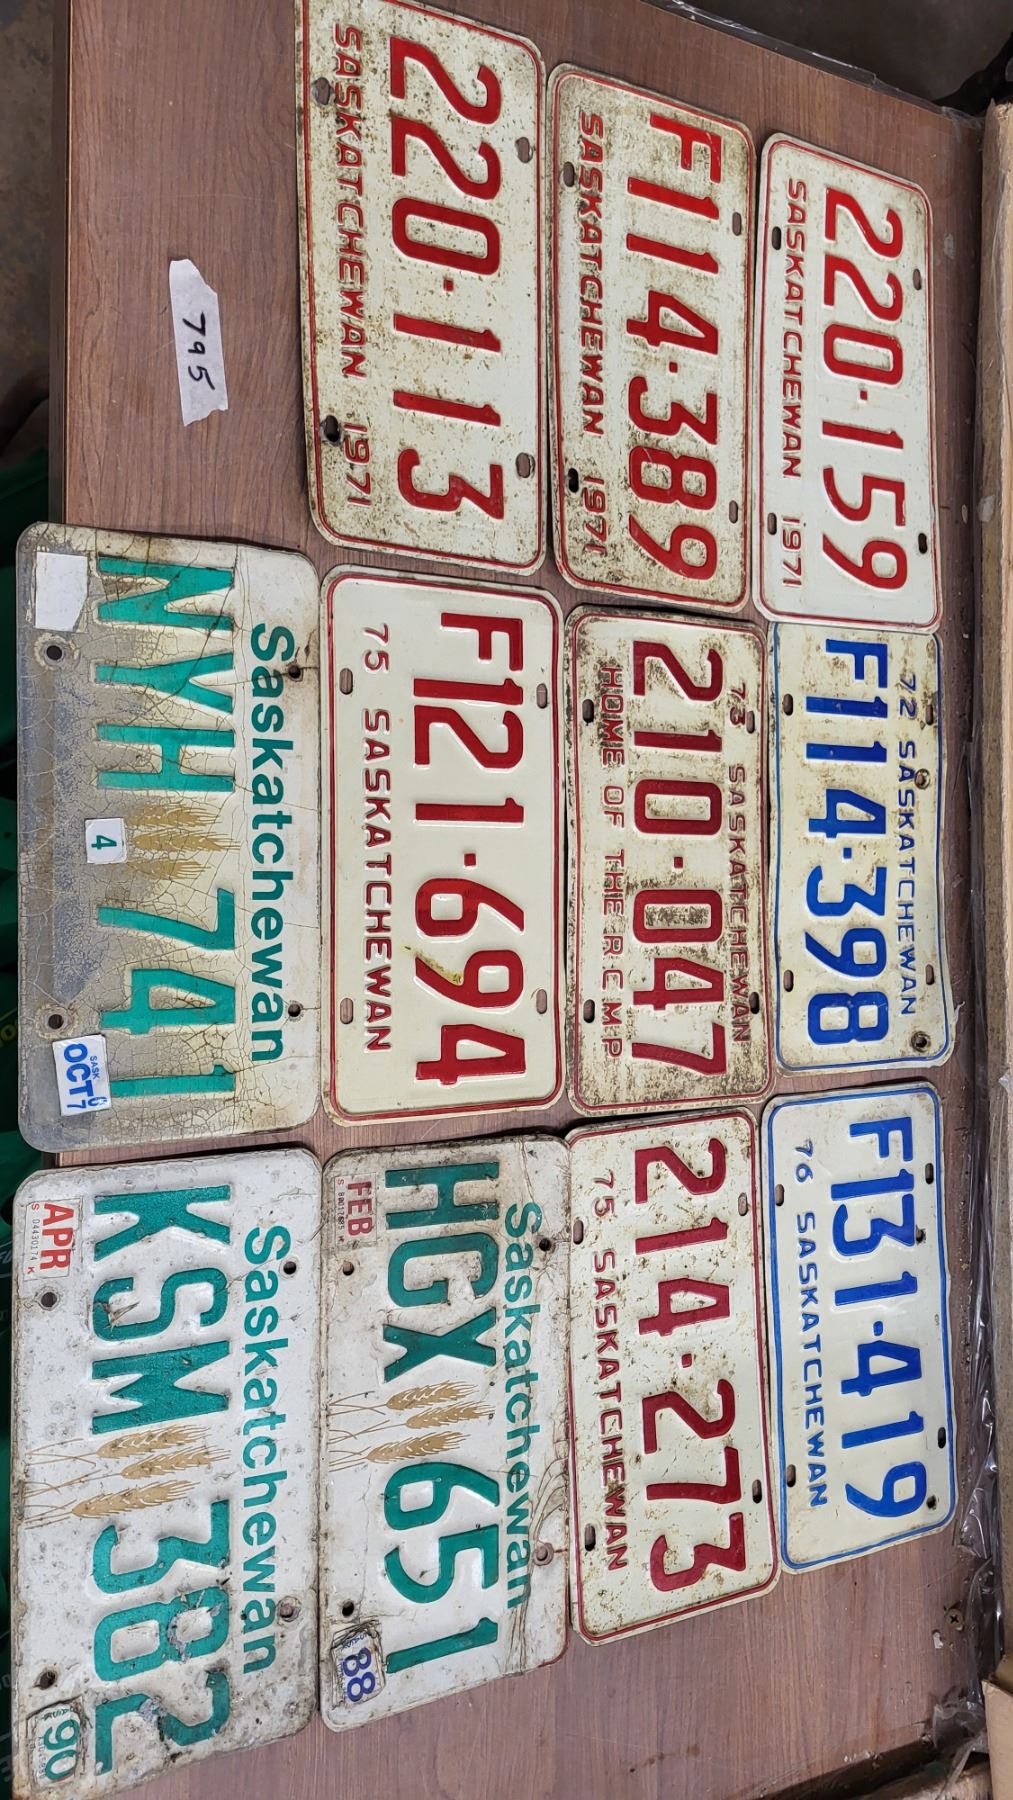 220·159
SASKATCHEWAN 1971
F114·389
SASKATCHEWAN 1971
220·113
SASKATCHEWAN 1971
795
72 SASKATCHEWAN
F114·398
73 SASKATCHEWAN
210·047
HOME OF THE R C M P
F121·694
75 SASKATCHEWAN
Saskatchewan
NYH 741
4
SASK
OCT
F131·419
76 SASKATCHEWAN
214·273
75 SASKATCHEWAN
Saskatchewan
HGX 651
FEB
88
Saskatchewan
KSM 382
APR
S 04430174 K
90